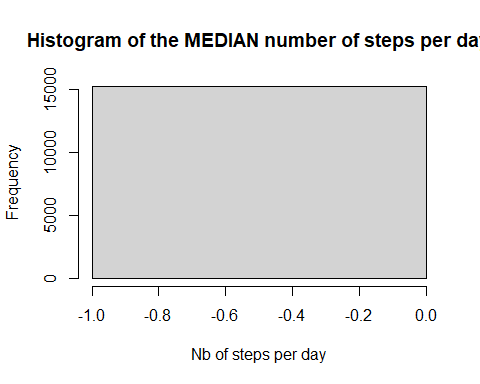 Histogram of the MEDIAN number of steps per da
Frequency
15000
10000
5000
0
-1.0 -0.8 -0.6 -0.4 -0.2 0.0
Nb of steps per day